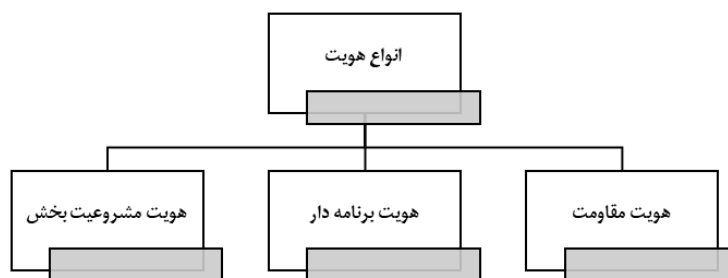 انواع هویت
هویت مقاومت
هویت برنامه دار
هویت مشروعیت بخش